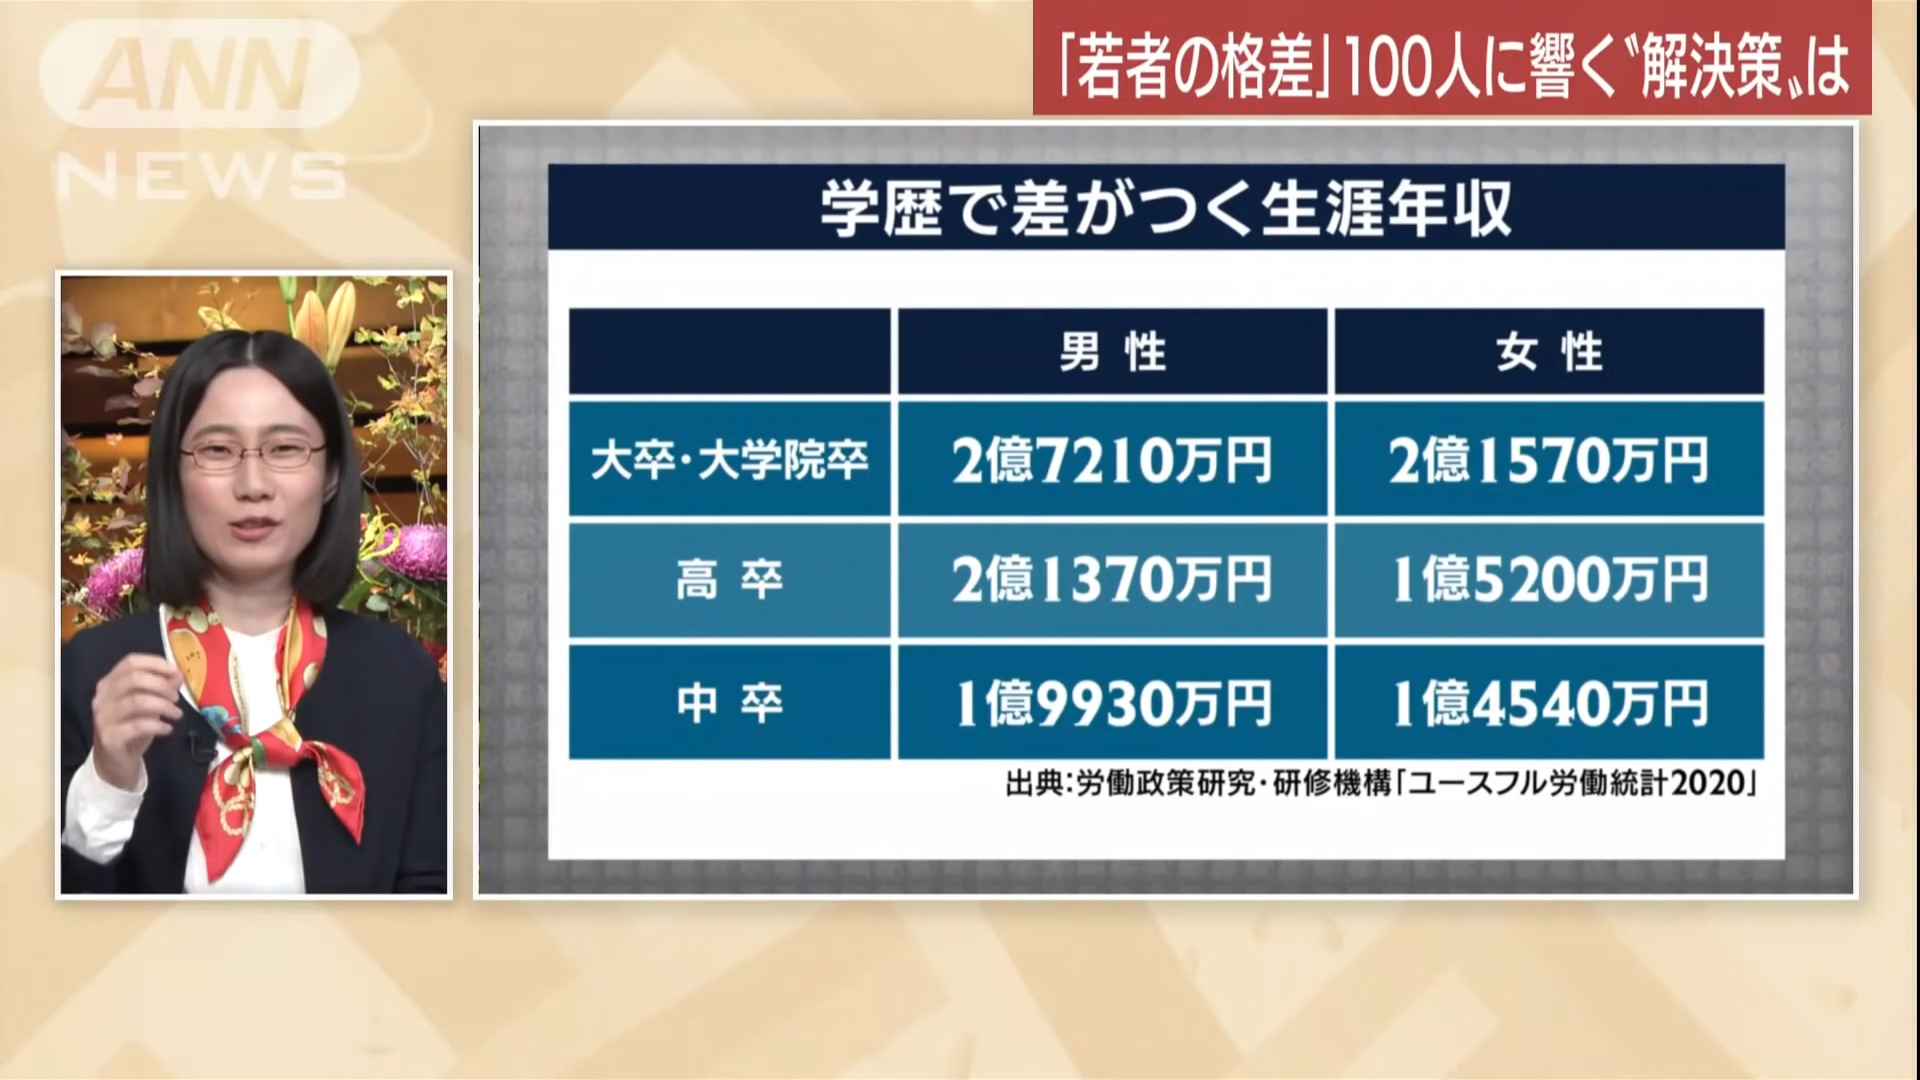 ANN
NEWS
「若者の格差」100人に響く〝解決策〟は
学歴で差がつく生涯年収
男性 女性
大卒・大学院卒 2億7210万円 2億1570万円
高卒 2億1370万円 1億5200万円
中卒 1億9930万円 1億4540万円
出典:労働政策研究・研修機構「ユースフル労働統計2020」